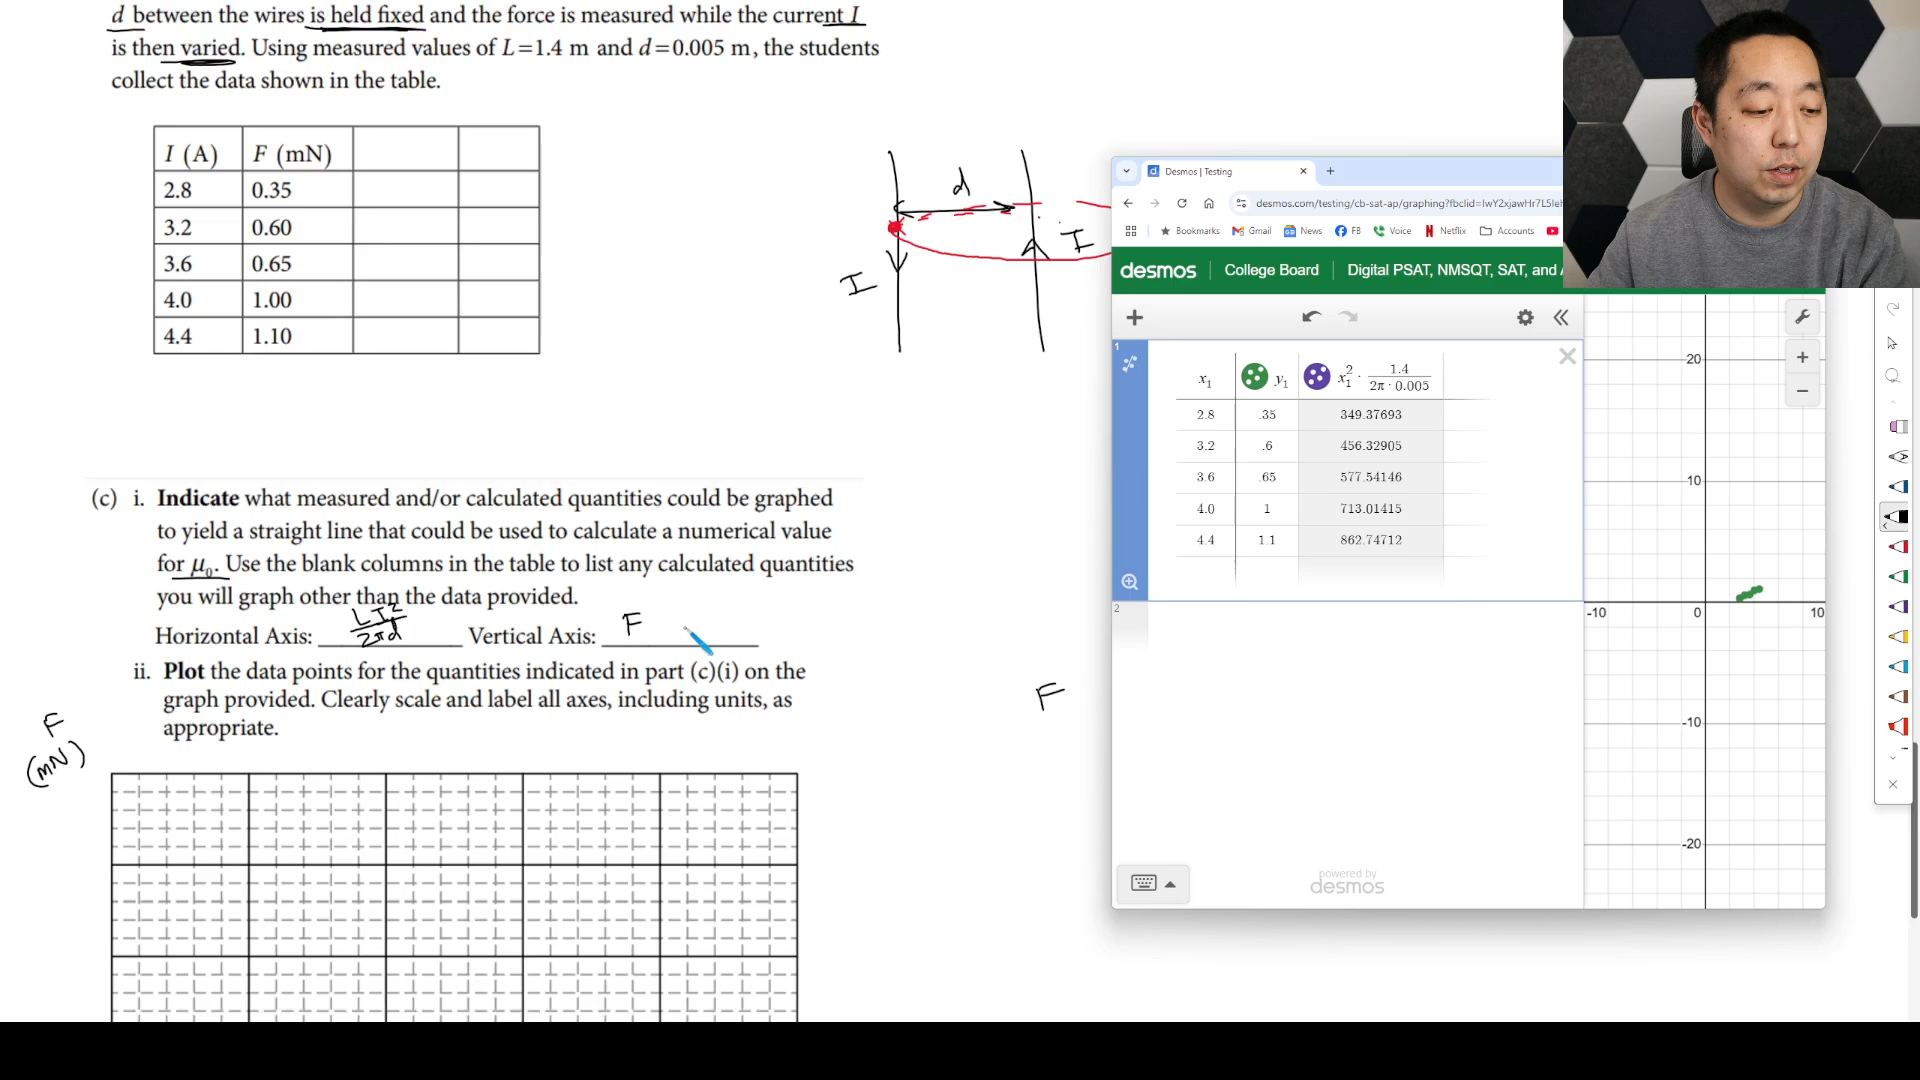 d between the wires is held fixed and the force is measured while the current I
is then varied. Using measured values of L=1.4 m and d=0.005 m, the students
collect the data shown in the table.
I (A) F (mN)
2.8 0.35
3.2 0.60
3.6 0.65
4.0 1.00
4.4 1.10
d
I
I
(c) i. Indicate what measured and/or calculated quantities could be graphed
to yield a straight line that could be used to calculate a numerical value
for μ₀. Use the blank columns in the table to list any calculated quantities
you will graph other than the data provided.
Horizontal Axis: LI²/2πd Vertical Axis: F
ii. Plot the data points for the quantities indicated in part (c)(i) on the
graph provided. Clearly scale and label all axes, including units, as
appropriate.
F
(mN)
F
Desmos | Testing
desmos.com/testing/cb-sat-ap/graphing?fbclid=IwY2xjawHr7L5leH
Bookmarks Gmail News FB Voice Netflix Accounts
desmos College Board Digital PSAT, NMSQT, SAT, and A
1
x₁ y₁ x₁² · 1.4/2π · 0.005
2.8 .35 349.37693
3.2 .6 456.32905
3.6 .65 577.54146
4.0 1 713.01415
4.4 1.1 862.74712
2
powered by
desmos
20
10
-10 0 10
-10
-20